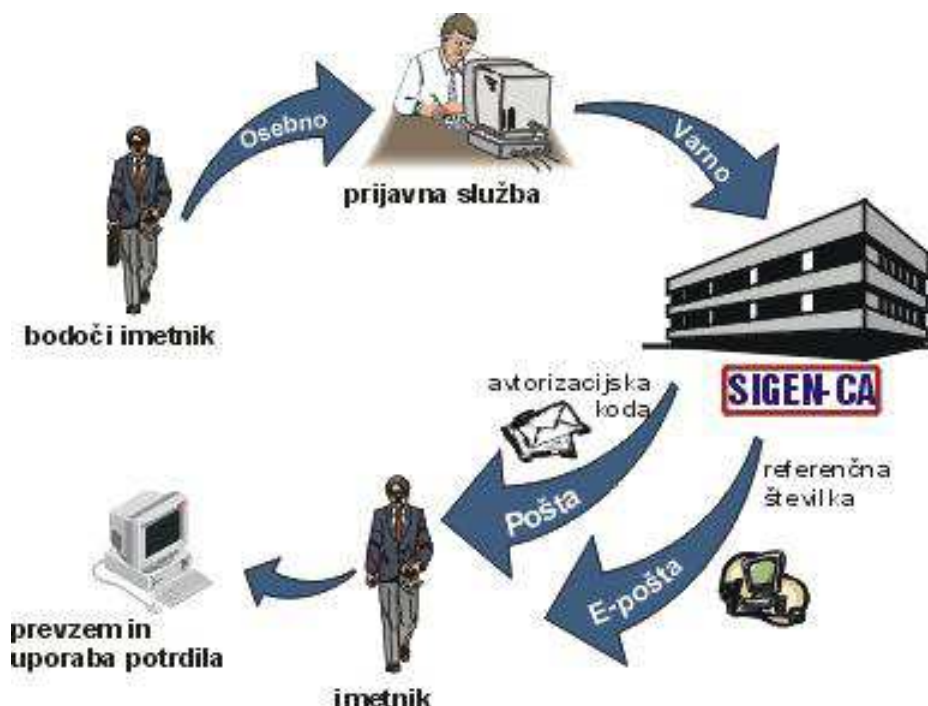 Osebno
prijavna služba
Varno
bodoči imetnik
SIGEN-CA
avtorizacijska
koda
Pošta
referenčna
številka
E-pošta
prevzem in
uporaba potrdila
imetnik